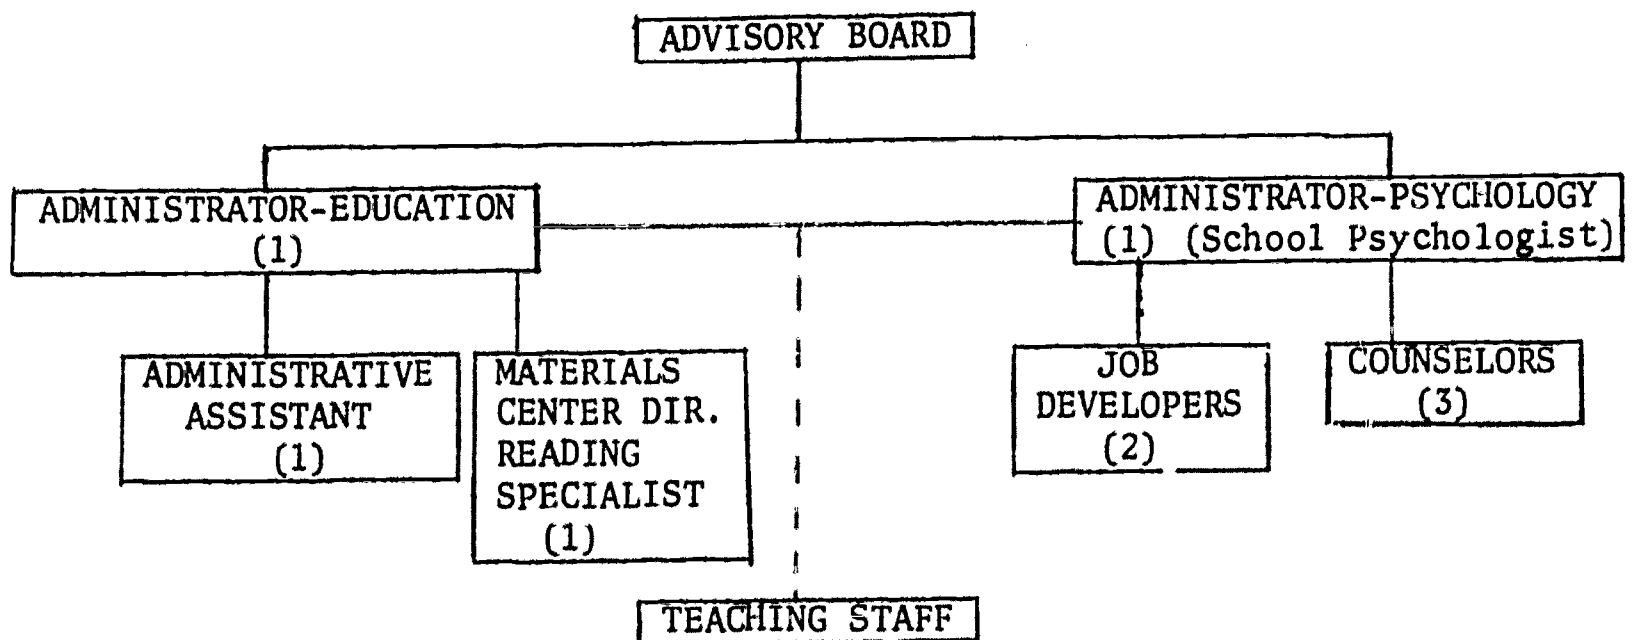 ADVISORY BOARD
ADMINISTRATOR-EDUCATION
(1)
ADMINISTRATOR-PSYCHOLOGY
(1) (School Psychologist)
ADMINISTRATIVE
ASSISTANT
(1)
MATERIALS
CENTER DIR.
READING
SPECIALIST
(1)
JOB
DEVELOPERS
(2)
COUNSELORS
(3)
TEACHING STAFF